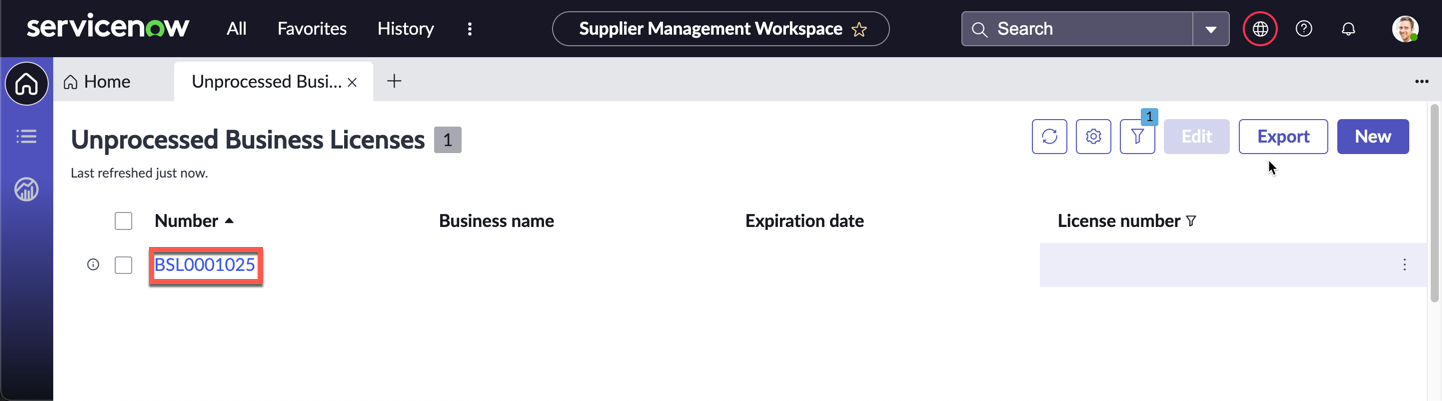 servicenow All Favorites History Supplier Management Workspace Search
Home Unprocessed Busi...
Unprocessed Business Licenses 1 1 Edit Export New
Last refreshed just now.
Number Business name Expiration date License number
BSL0001025